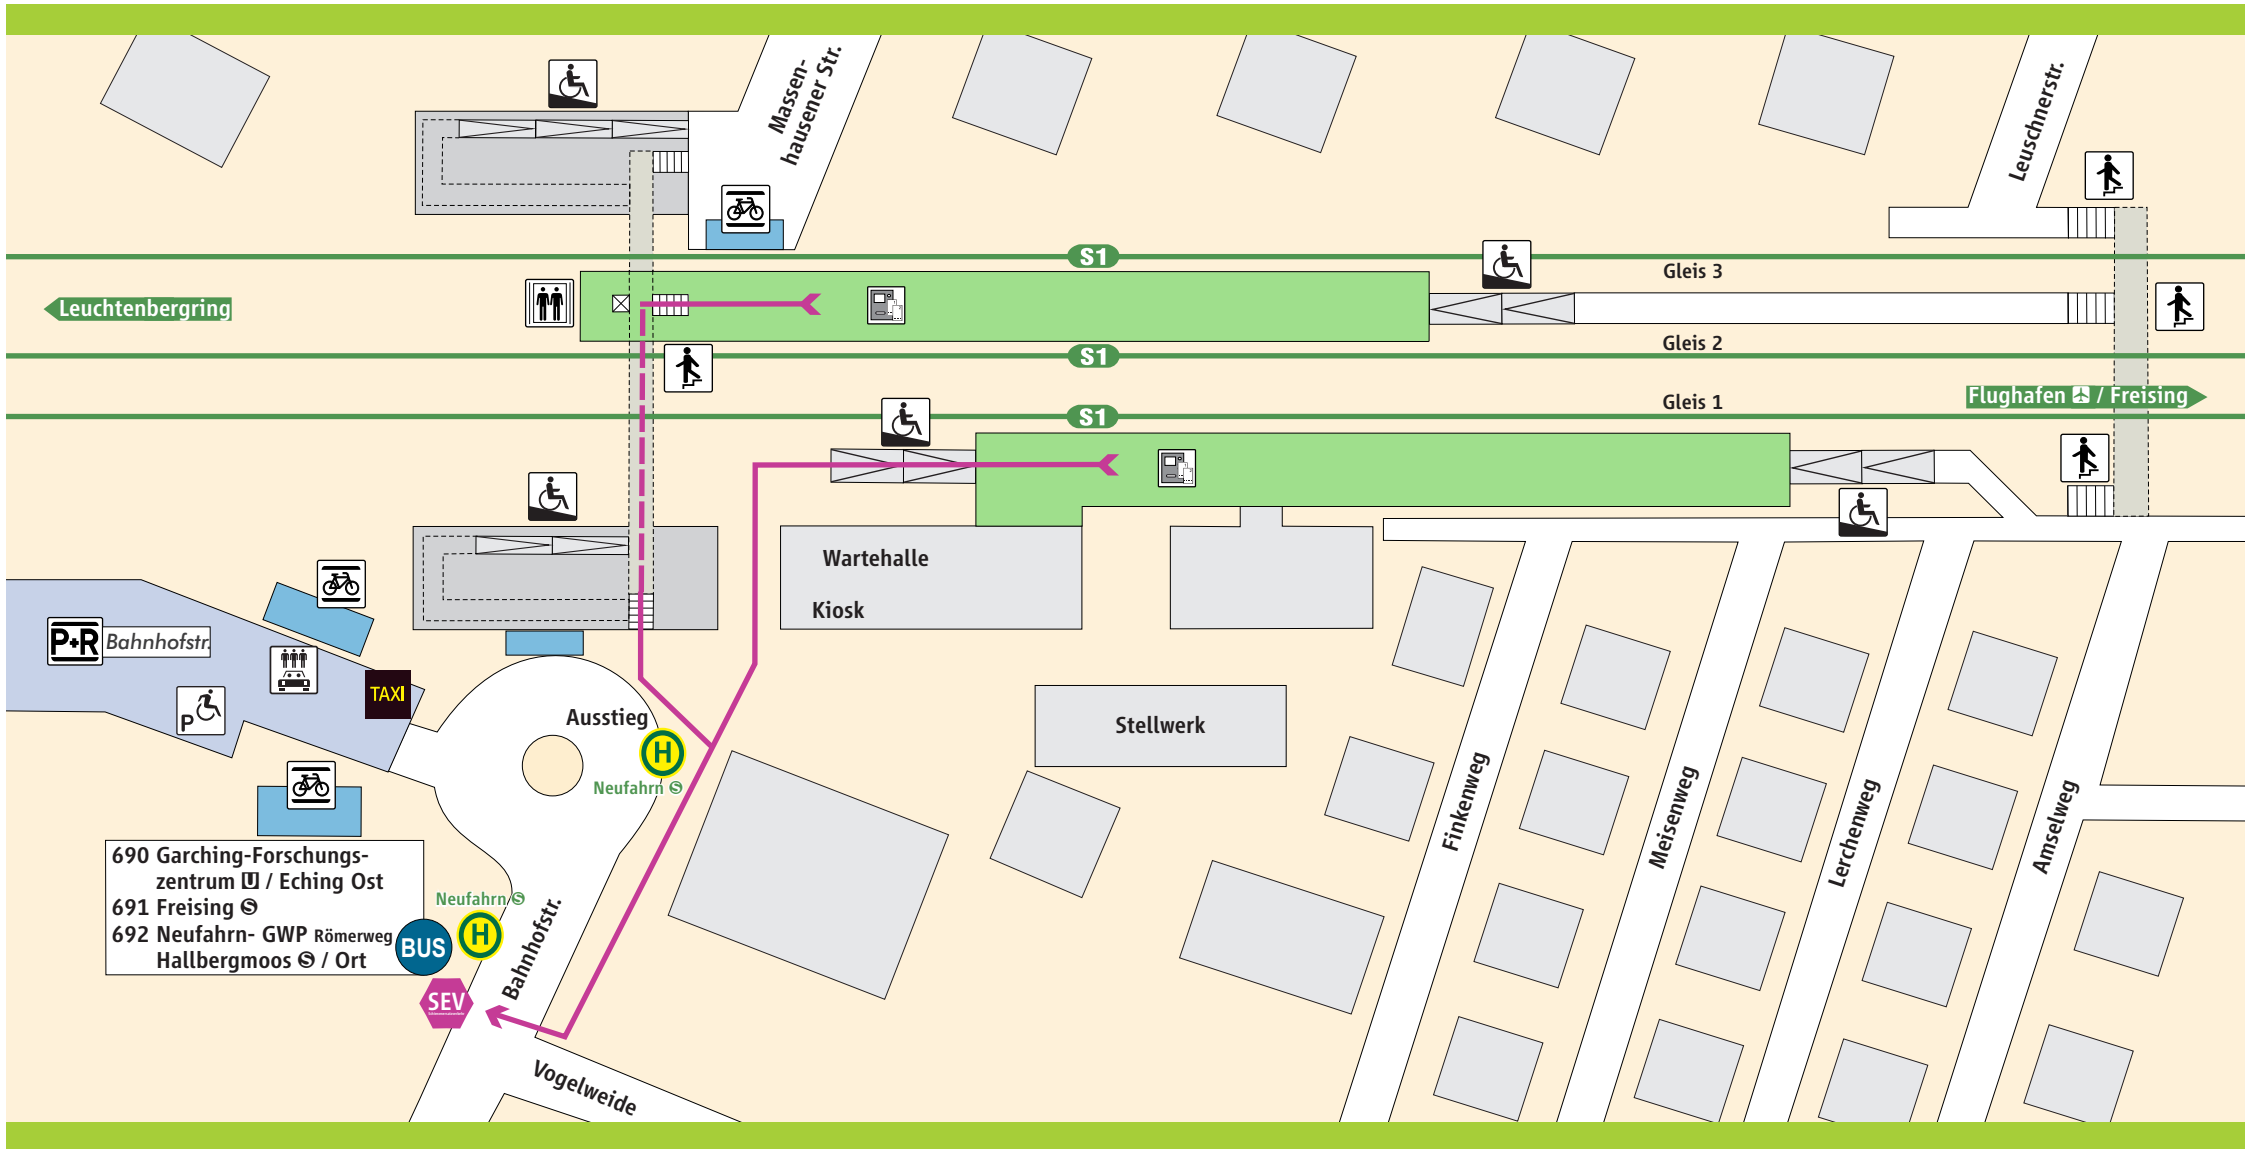 Massen-
hausener Str.
Leuschnerstr.
S1
Gleis 3
Leuchtenbergring
Gleis 2
S1
Flughafen / Freising
Gleis 1
S1
Wartehalle
Kiosk
P+R Bahnhofstr.
TAXI
P
Ausstieg
H
Neufahrn S
Stellwerk
Finkenweg
Meisenweg
Lerchenweg
Amselweg
690 Garching-Forschungs-
zentrum U / Eching Ost
691 Freising S
692 Neufahrn- GWP Römerweg
Hallbergmoos S / Ort
BUS
Neufahrn S
H
SEV
Bahnhofstr.
Vogelweide